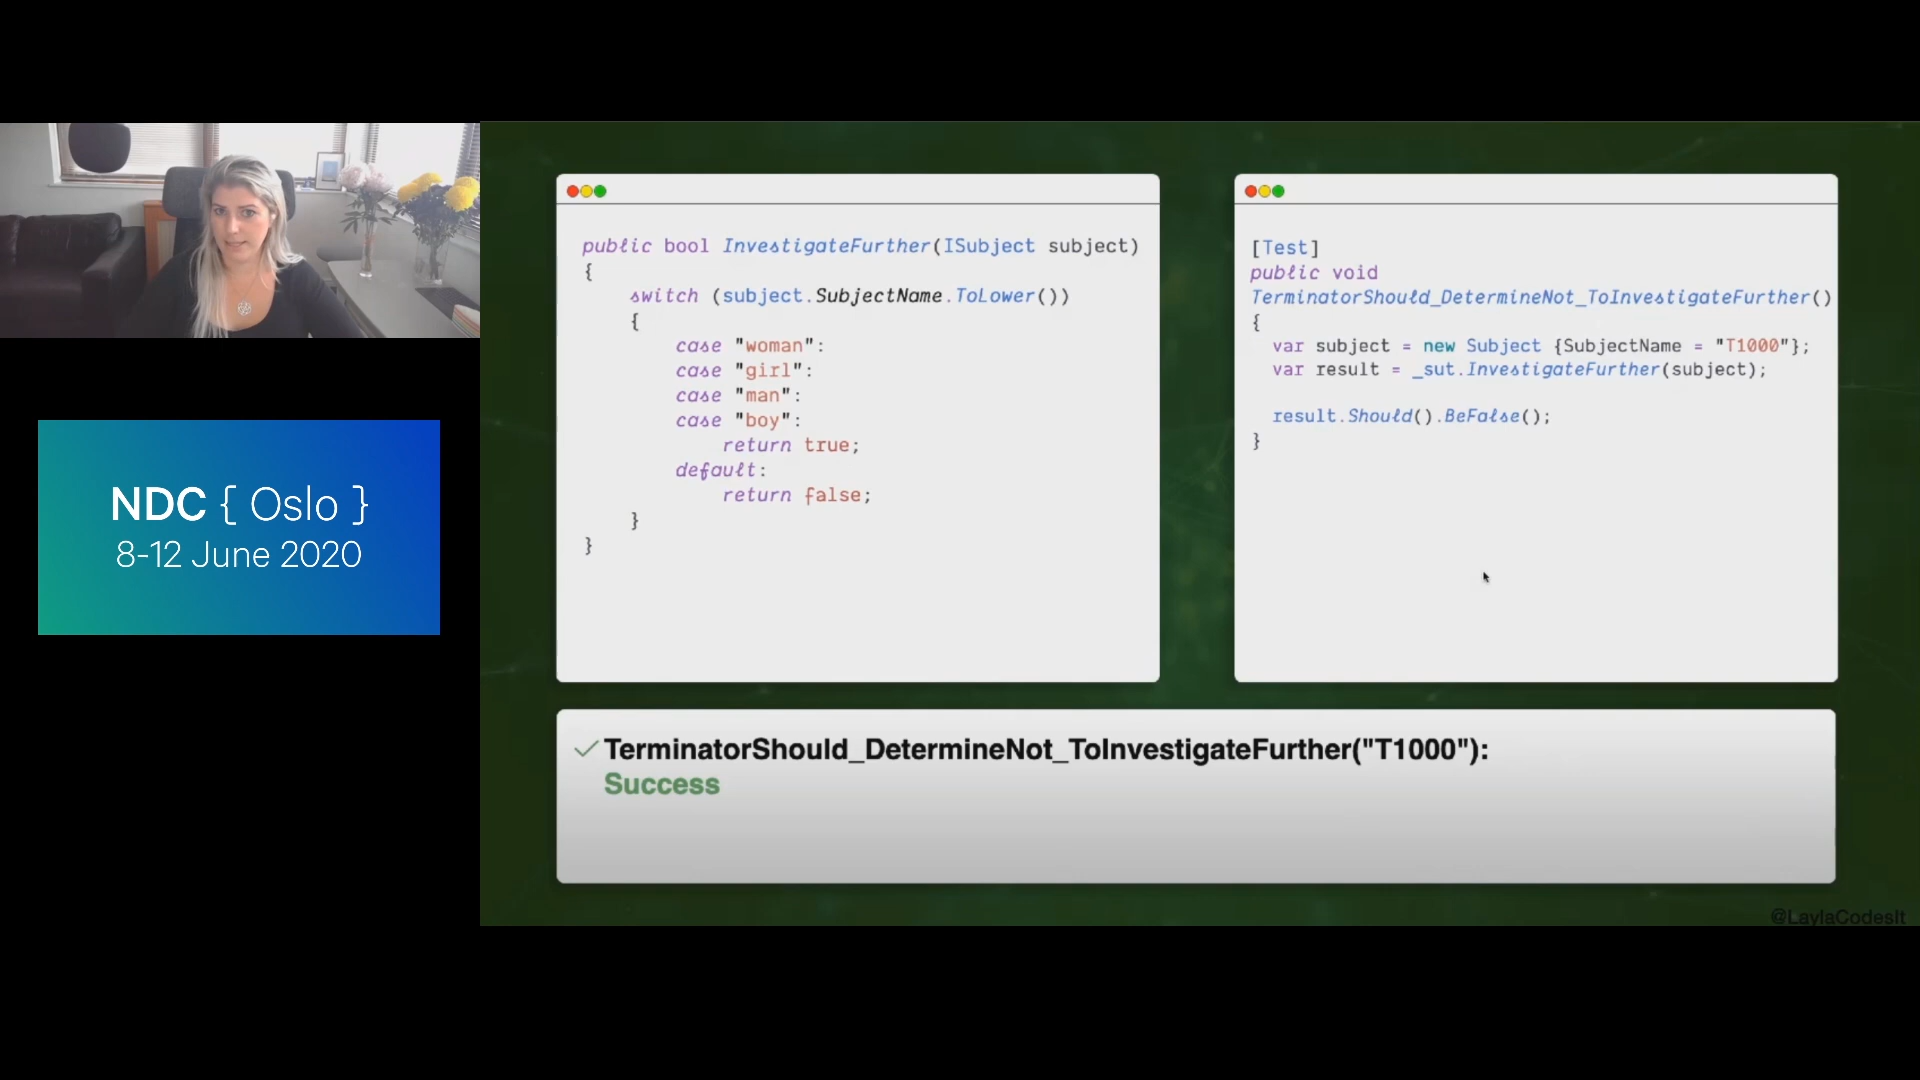 NDC { Oslo }
8-12 June 2020
public bool InvestigateFurther(ISubject subject)
{
switch (subject.SubjectName.ToLower())
{
case "woman":
case "girl":
case "man":
case "boy":
return true;
default:
return false;
}
}
[Test]
public void
TerminatorShould_DetermineNot_ToInvestigateFurther()
{
var subject = new Subject {SubjectName = "T1000"};
var result = _sut.InvestigateFurther(subject);
result.Should().BeFalse();
}
TerminatorShould_DetermineNot_ToInvestigateFurther("T1000"):
Success
@LaylaCodesIt